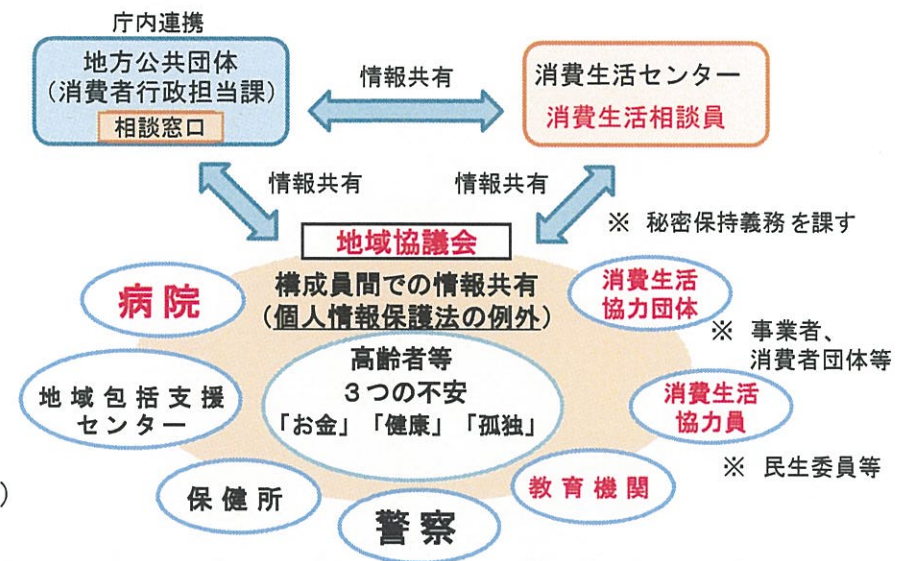 庁内連携
地方公共団体
(消費者行政担当課)
相談窓口
情報共有
消費生活センター
消費生活相談員
情報共有
情報共有
※ 秘密保持義務を課す
地域協議会
構成員間での情報共有
(個人情報保護法の例外)
病院
消費生活
協力団体
※ 事業者、
消費者団体等
高齢者等
3つの不安
「お金」「健康」「孤独」
地域包括支援
センター
消費生活
協力員
※ 民生委員等
保健所
教育機関
警察
)